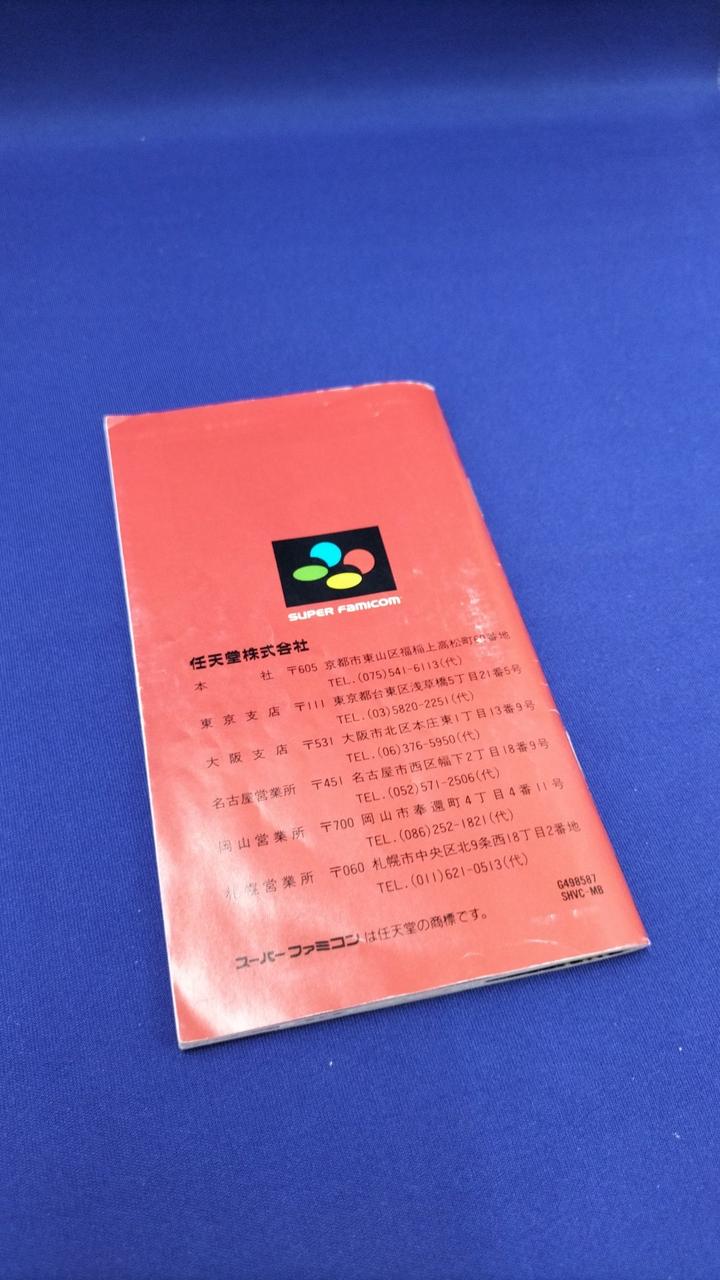 SUPER FAMICOM
任天堂株式会社
本社 〒605 京都市東山区福稲上高松町60番地
TEL.(075)541-6113(代)
東京支店 〒111 東京都台東区浅草橋5丁目21番5号
TEL.(03)5820-2251(代)
大阪支店 〒531 大阪市北区本庄東1丁目13番9号
TEL.(06)376-5950(代)
名古屋営業所 〒451 名古屋市西区幅下2丁目18番9号
TEL.(052)571-2506(代)
岡山営業所 〒700 岡山市奉還町4丁目4番11号
TEL.(086)252-1821(代)
札幌営業所 〒060 札幌市中央区北9条西18丁目2番地
TEL.(011)621-0513(代)
G498587
SHVC-MB
スーパーファミコンは任天堂の商標です。